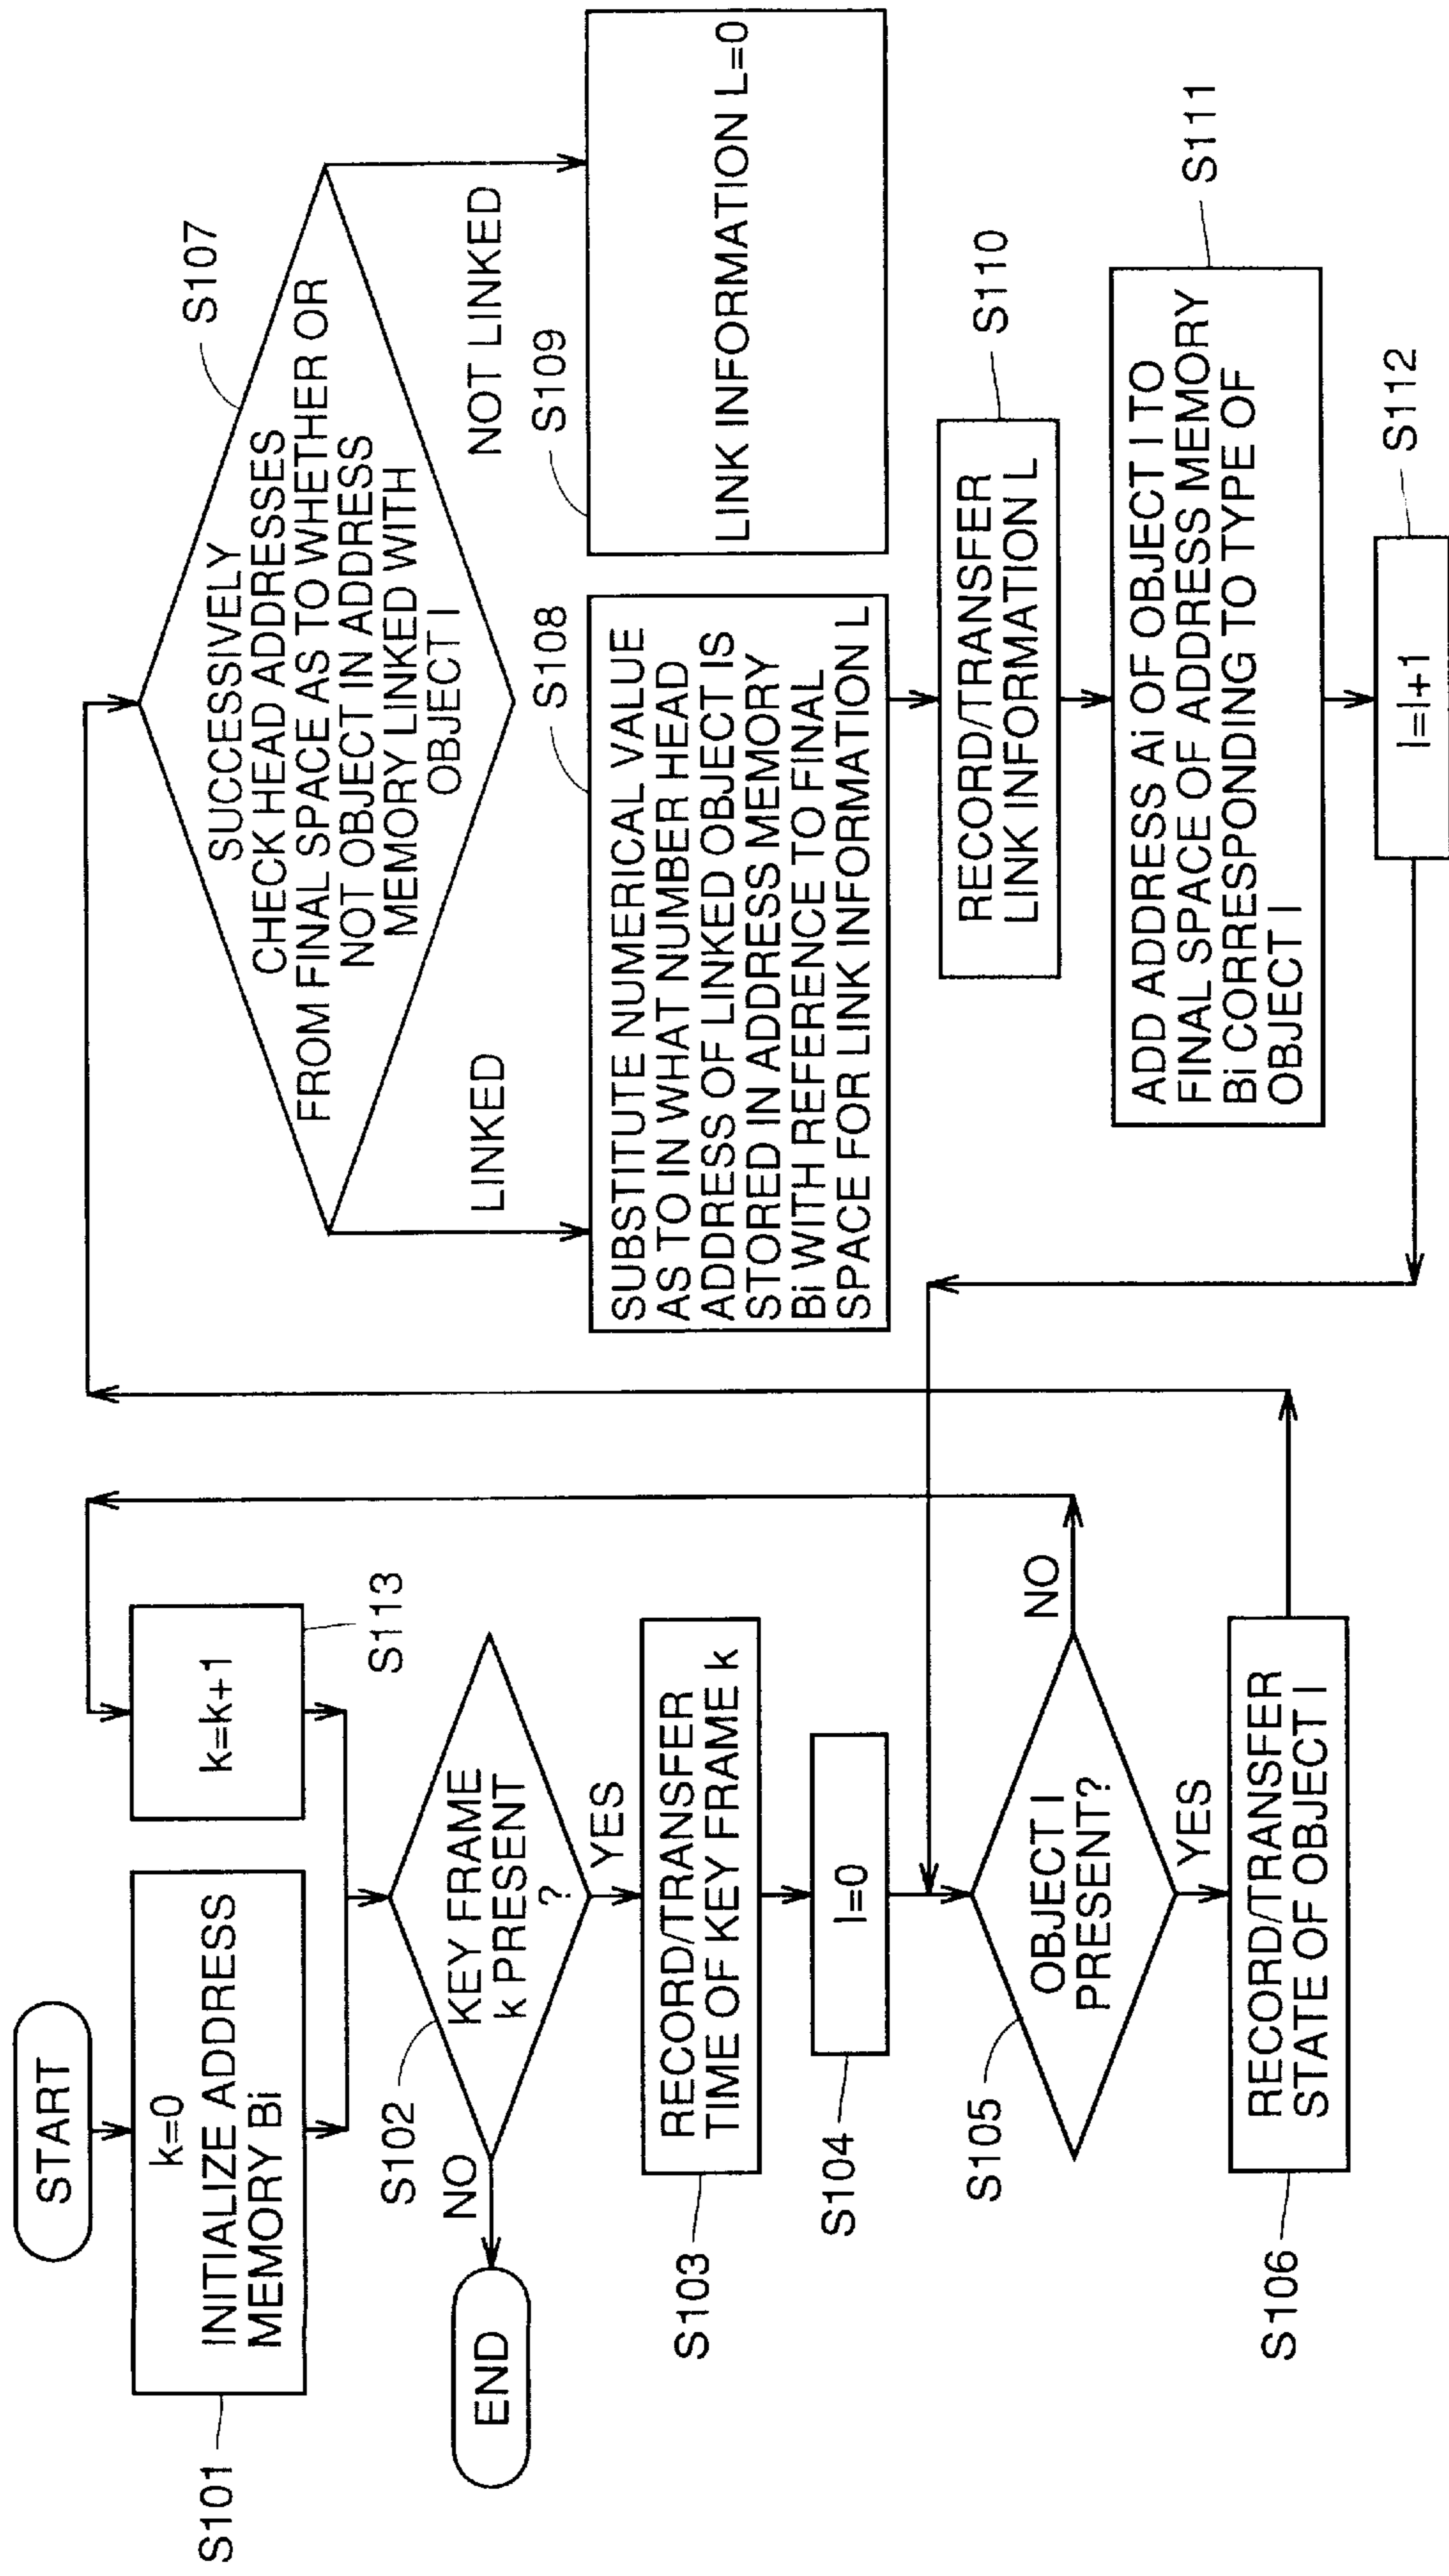 START
k=0
INITIALIZE ADDRESS
MEMORY Bi
S101
k=k+1
S113
KEY FRAME
k PRESENT
?
S102
NO
END
YES
RECORD/TRANSFER
TIME OF KEY FRAME k
S103
I=0
S104
OBJECT I
PRESENT?
S105
NO
YES
RECORD/TRANSFER
STATE OF OBJECT I
S106
SUCCESSIVELY
CHECK HEAD ADDRESSES
FROM FINAL SPACE AS TO WHETHER OR
NOT OBJECT IN ADDRESS
MEMORY LINKED WITH
OBJECT I
S107
LINKED
NOT LINKED
S108
SUBSTITUTE NUMERICAL VALUE
AS TO IN WHAT NUMBER HEAD
ADDRESS OF LINKED OBJECT IS
STORED IN ADDRESS MEMORY
Bi WITH REFERENCE TO FINAL
SPACE FOR LINK INFORMATION L
S109
LINK INFORMATION L=0
RECORD/TRANSFER
LINK INFORMATION L
S110
ADD ADDRESS Ai OF OBJECT I TO
FINAL SPACE OF ADDRESS MEMORY
Bi CORRESPONDING TO TYPE OF
OBJECT I
S111
I=I+1
S112